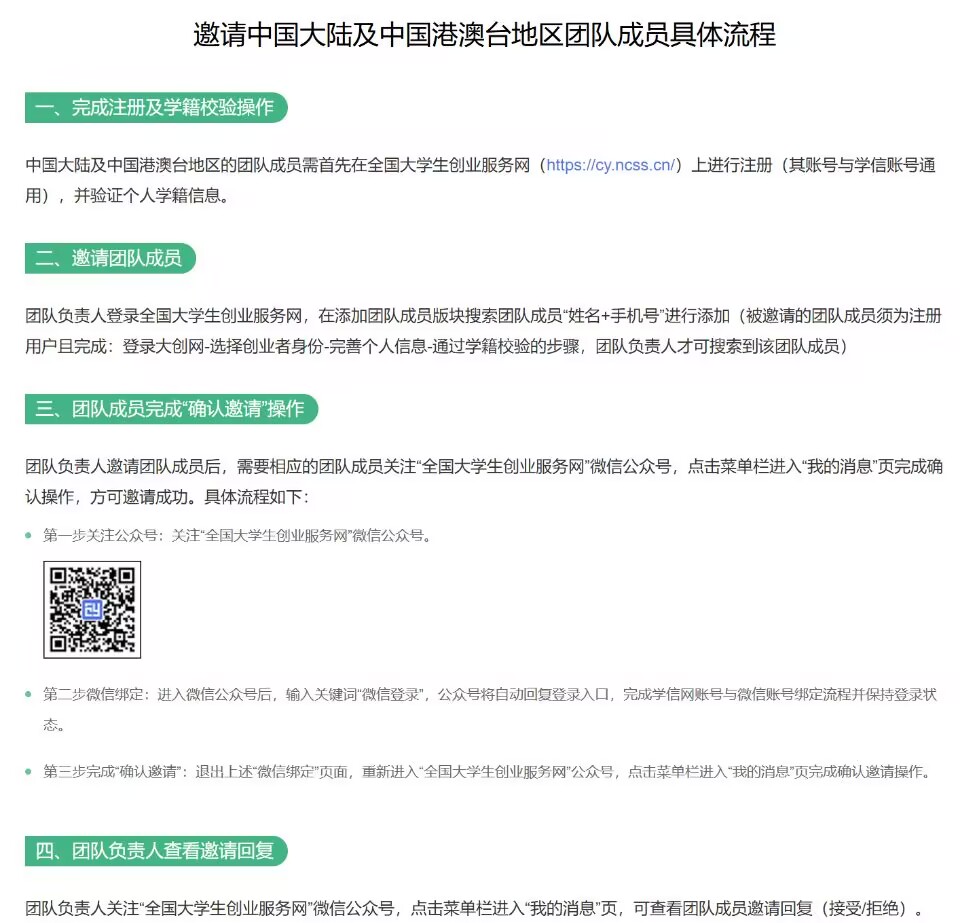 邀请中国大陆及中国港澳台地区团队成员具体流程
一、完成注册及学籍校验操作
中国大陆及中国港澳台地区的团队成员需首先在全国大学生创业服务网（https://cy.ncss.cn/）上进行注册（其账号与学信账号通
用），并验证个人学籍信息。
二、邀请团队成员
团队负责人登录全国大学生创业服务网，在添加团队成员版块搜索团队成员“姓名+手机号”进行添加（被邀请的团队成员须为注册
用户且完成：登录大创网-选择创业者身份-完善个人信息-通过学籍校验的步骤，团队负责人才可搜索到该团队成员）
三、团队成员完成“确认邀请”操作
团队负责人邀请团队成员后，需要相应的团队成员关注“全国大学生创业服务网”微信公众号，点击菜单栏进入“我的消息”页完成确
认操作，方可邀请成功。具体流程如下：
第一步关注公众号：关注“全国大学生创业服务网”微信公众号。
第二步微信绑定：进入微信公众号后，输入关键词“微信登录”，公众号将自动回复登录入口，完成学信网账号与微信账号绑定流程并保持登录状
态。
第三步完成“确认邀请”：退出上述“微信绑定”页面，重新进入“全国大学生创业服务网”公众号，点击菜单栏进入“我的消息”页完成确认邀请操作。
四、团队负责人查看邀请回复
团队负责人关注“全国大学生创业服务网”微信公众号，点击菜单栏进入“我的消息”页，可查看团队成员邀请回复（接受/拒绝）。